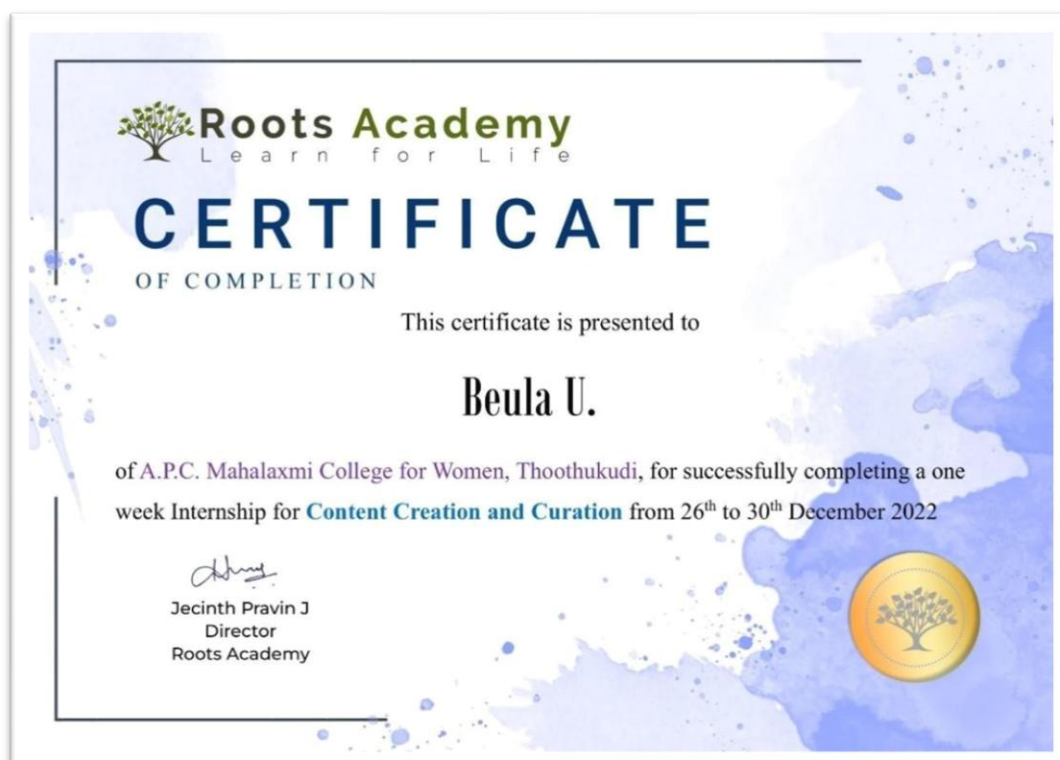 Roots Academy
Learn for Life
CERTIFICATE
OF COMPLETION
This certificate is presented to
Beula U.
of A.P.C. Mahalaxmi College for Women, Thoothukudi, for successfully completing a one
week Internship for Content Creation and Curation from 26th to 30th December 2022
Jecinth Pravin J
Director
Roots Academy